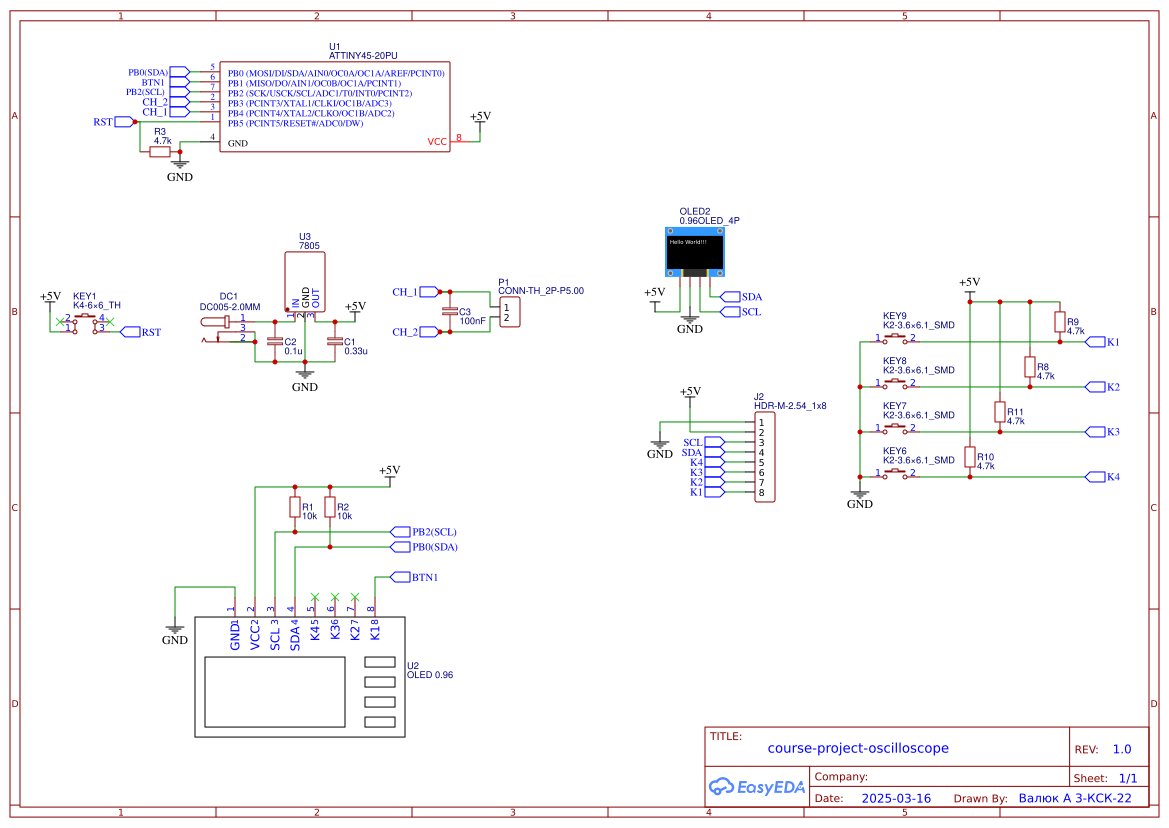 1 2 3 4 5
A A
B B
C C
D D
1 2 3 4 5
U1
ATTINY45-20PU
PB0(SDA) 5 PB0 (MOSI/DI/SDA/AIN0/OC0A/OC1A/AREF/PCINT0)
BTN1 6 PB1 (MISO/DO/AIN1/OC0B/OC1A/PCINT1)
PB2(SCL) 7 PB2 (SCK/USCK/SCL/ADC1/T0/INT0/PCINT2)
CH_2 2 PB3 (PCINT3/XTAL1/CLKI/OC1B/ADC3)
CH_1 3 PB4 (PCINT4/XTAL2/CLKO/OC1B/ADC2)
RST 1 PB5 (PCINT5/RESET#/ADC0/DW)
R3
4.7k
4 GND
VCC 8
+5V
GND
+5V
KEY1
K4-6×6_TH
2 4
1 3
RST
DC1
DC005-2.0MM
1
3
2
U3
7805
IN
GND
OUT
1 2 3
+5V
C2
0.1u
C1
0.33u
GND
CH_1
CH_2
C3
100nF
P1
CONN-TH_2P-P5.00
1
2
OLED2
0.96OLED_4P
Hello World!!!
+5V
GND
SDA
SCL
+5V
J2
HDR-M-2.54_1x8
GND
1
2
SCL 3
SDA 4
K4 5
K3 6
K2 7
K1 8
+5V
KEY9
K2-3.6×6.1_SMD
1 2
R9
4.7k
K1
KEY8
K2-3.6×6.1_SMD
1 2
R8
4.7k
K2
KEY7
K2-3.6×6.1_SMD
1 2
R11
4.7k
K3
KEY6
K2-3.6×6.1_SMD
1 2
R10
4.7k
K4
GND
+5V
R1
10k
R2
10k
PB2(SCL)
PB0(SDA)
BTN1
GND
1 2 3 4 5 6 7 8
GND1
VCC2
SCL 3
SDA 4
K45
K36
K27
K18
U2
OLED 0.96
TITLE:
course-project-oscilloscope
REV: 1.0
EasyEDA
Company:
Sheet: 1/1
Date: 2025-03-16 Drawn By: Валюк А 3-КСК-22